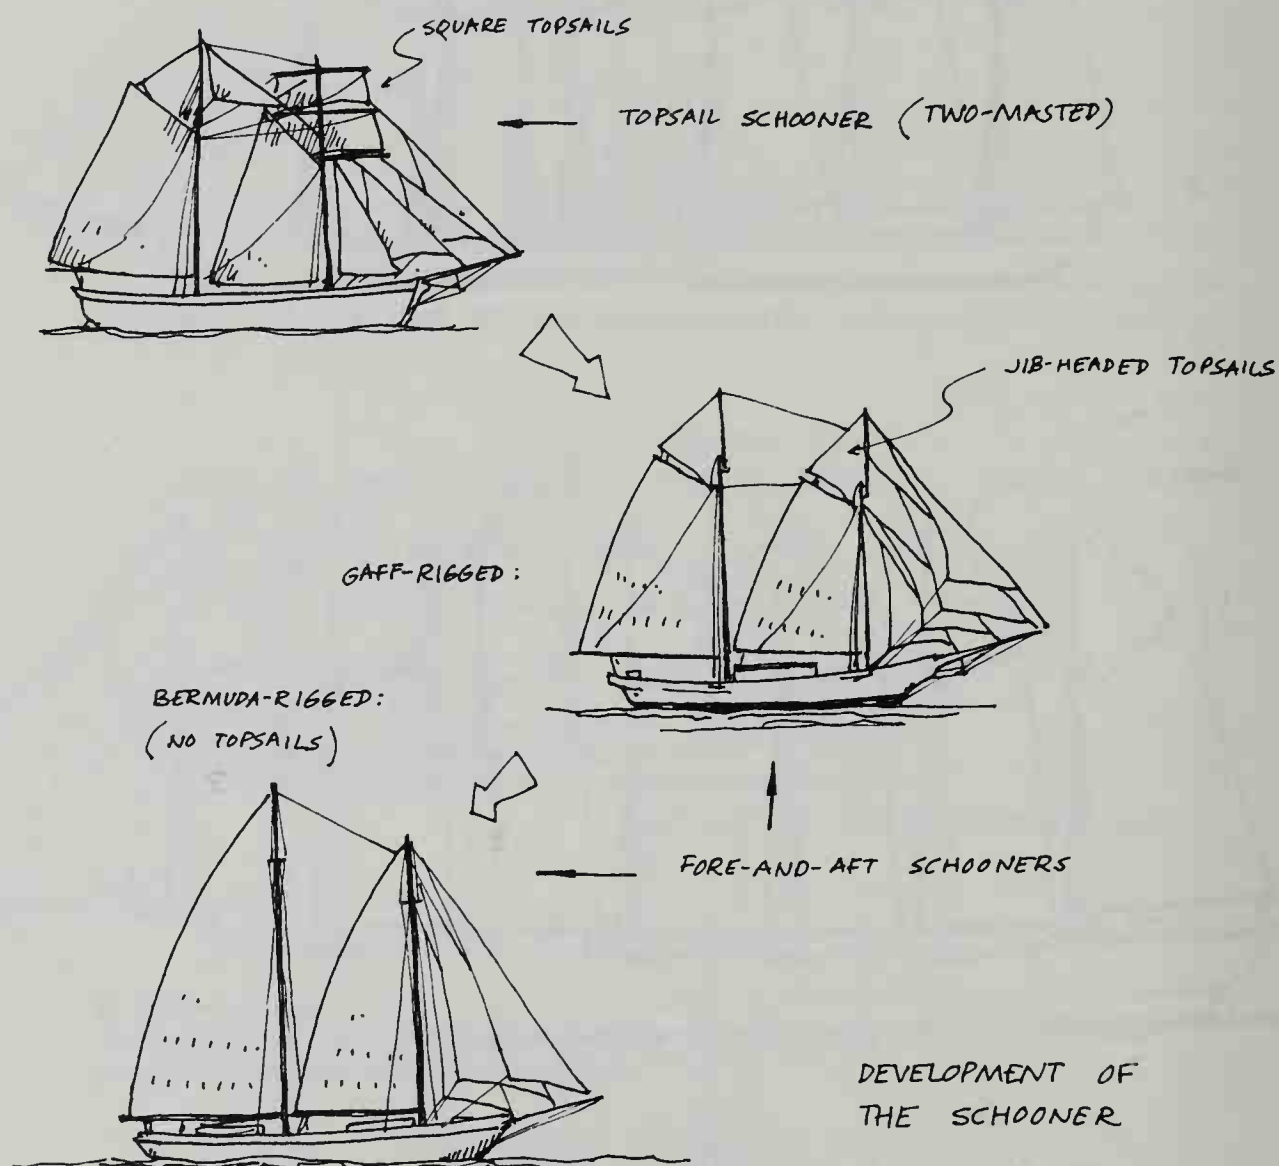 SQUARE TOPSAILS
TOPSAIL SCHOONER (TWO-MASTED)
JIB-HEADED TOPSAILS
GAFF-RIGGED:
BERMUDA-RIGGED:
(NO TOPSAILS)
FORE-AND-AFT SCHOONERS
DEVELOPMENT OF
THE SCHOONER